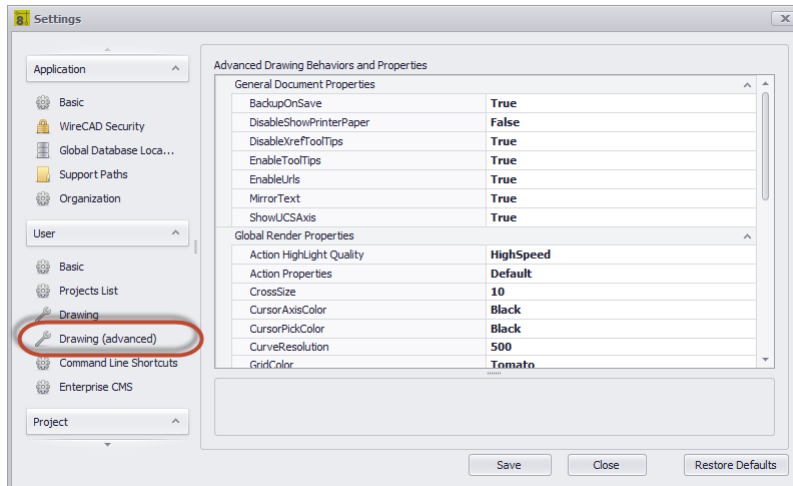 8
Settings
Application
Basic
WireCAD Security
Global Database Loca...
Support Paths
Organization
User
Basic
Projects List
Drawing
Drawing (advanced)
Command Line Shortcuts
Enterprise CMS
Project
Advanced Drawing Behaviors and Properties
General Document Properties
BackupOnSave True
DisableShowPrinterPaper False
DisableXrefToolTips True
EnableToolTips True
EnableUrls True
MirrorText True
ShowUCSAxis True
Global Render Properties
Action HighLight Quality HighSpeed
Action Properties Default
CrossSize 10
CursorAxisColor Black
CursorPickColor Black
CurveResolution 500
GridColor Tomato
Save Close Restore Defaults